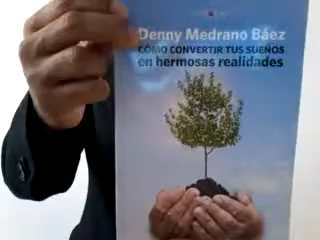 Denny Medrano Báez
CÓMO CONVERTIR TUS SUEÑOS
en hermosas realidades